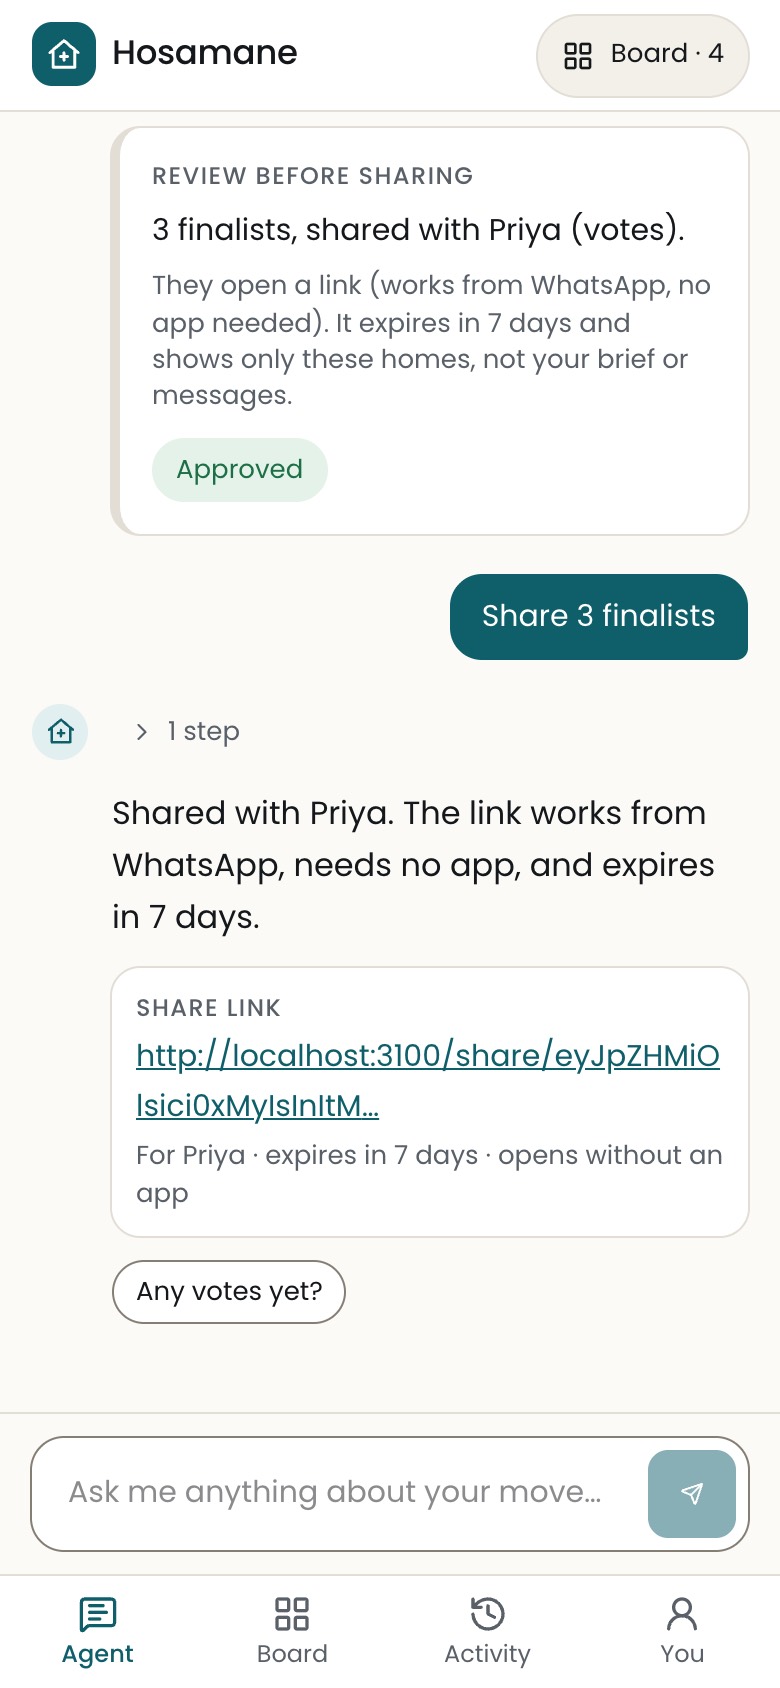 Hosamane
Board · 4
REVIEW BEFORE SHARING
3 finalists, shared with Priya (votes).
They open a link (works from WhatsApp, no
app needed). It expires in 7 days and
shows only these homes, not your brief or
messages.
Approved
Share 3 finalists
1 step
Shared with Priya. The link works from
WhatsApp, needs no app, and expires
in 7 days.
SHARE LINK
http://localhost:3100/share/eyJpZHMiO
lsici0xMyIsInItM...
For Priya · expires in 7 days · opens without an
app
Any votes yet?
Ask me anything about your move...
Agent
Board
Activity
You